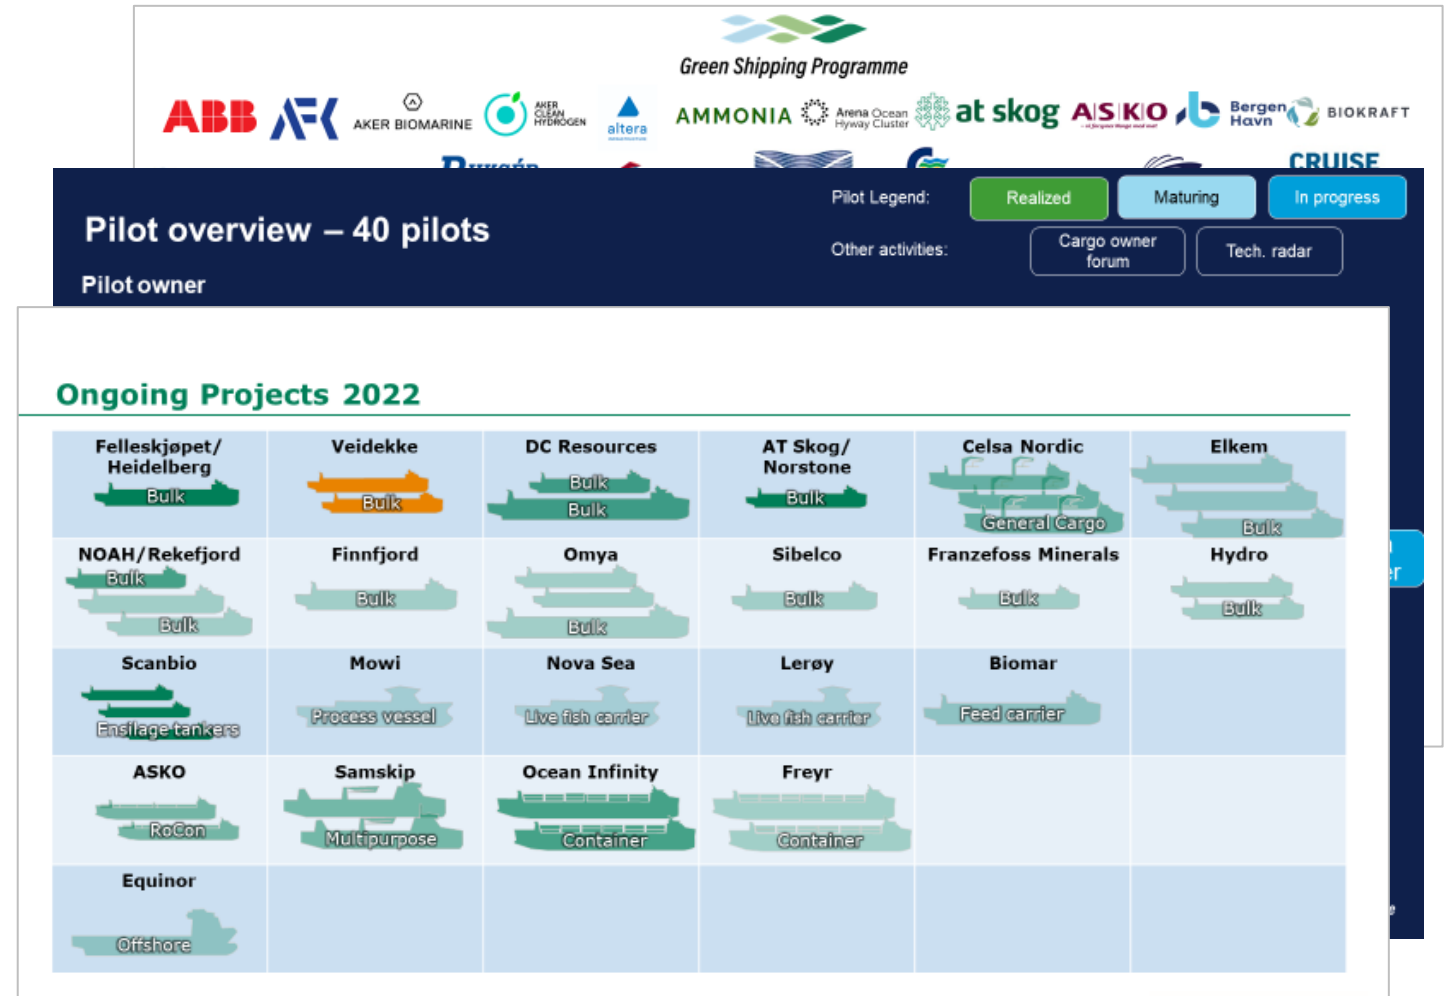 Green Shipping Programme
ABB
AFK
AKER BIOMARINE
AKER
CLEAN
HYDROGEN
altera
AMMONIA
Arena Ocean
Hyway Cluster
at skog
ASKO
Bergen
Havn
BIOKRAFT
CRUISE
Pilot Legend:
Realized
Maturing
In progress
Pilot overview – 40 pilots
Other activities:
Cargo owner
forum
Tech. radar
Pilot owner
Ongoing Projects 2022
Felleskjøpet/
Heidelberg
Bulk
Veidekke
Bulk
DC Resources
Bulk
Bulk
AT Skog/
Norstone
Bulk
Celsa Nordic
General Cargo
Elkem
Bulk
NOAH/Rekefjord
Bulk
Bulk
Finnfjord
Bulk
Omya
Bulk
Sibelco
Bulk
Franzefoss Minerals
Bulk
Hydro
Bulk
Scanbio
Ensilage tankers
Mowi
Process vessel
Nova Sea
Live fish carrier
Lerøy
Live fish carrier
Biomar
Feed carrier
ASKO
RoCon
Samskip
Multipurpose
Ocean Infinity
Container
Freyr
Container
Equinor
Offshore